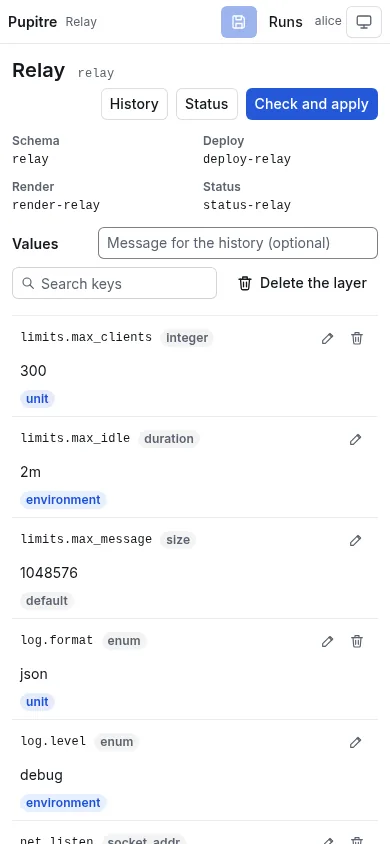 Pupitre Relay Runs alice
Relay relay
History Status Check and apply
Schema Deploy
relay deploy-relay
Render Status
render-relay status-relay
Values Message for the history (optional)
Search keys Delete the layer
limits.max_clients integer
300
unit
limits.max_idle duration
2m
environment
limits.max_message size
1048576
default
log.format enum
json
unit
log.level enum
debug
environment
net.listen socket_addr